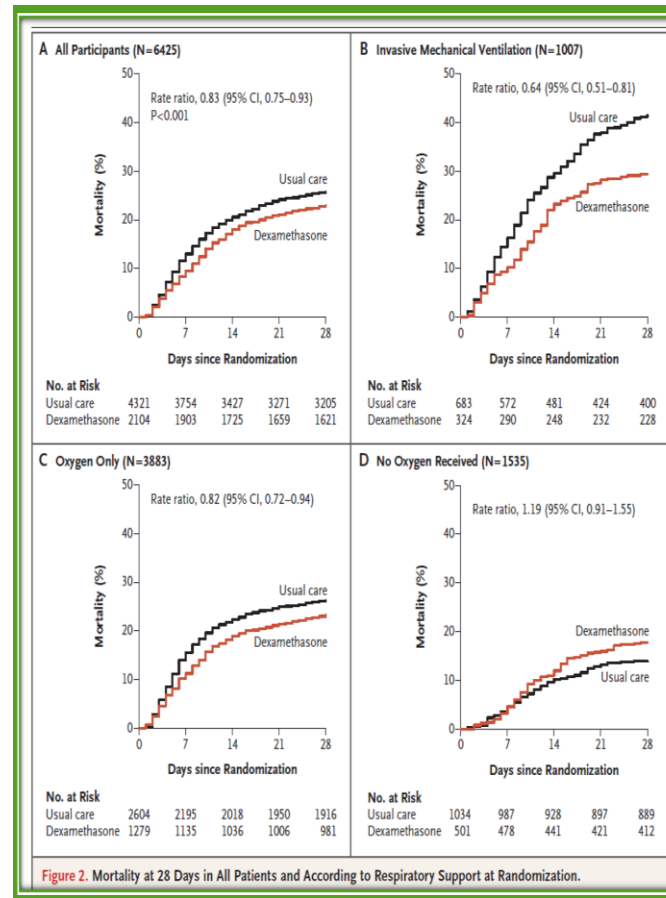 A All Participants (N=6425)
50
40
30
20
10
0
Mortality (%)
Rate ratio, 0.83 (95% CI, 0.75–0.93)
P<0.001
Usual care
Dexamethasone
0 7 14 21 28
Days since Randomization
No. at Risk
Usual care 4321 3754 3427 3271 3205
Dexamethasone 2104 1903 1725 1659 1621
B Invasive Mechanical Ventilation (N=1007)
50
40
30
20
10
0
Mortality (%)
Rate ratio, 0.64 (95% CI, 0.51–0.81)
Usual care
Dexamethasone
0 7 14 21 28
Days since Randomization
No. at Risk
Usual care 683 572 481 424 400
Dexamethasone 324 290 248 232 228
C Oxygen Only (N=3883)
50
40
30
20
10
0
Mortality (%)
Rate ratio, 0.82 (95% CI, 0.72–0.94)
Usual care
Dexamethasone
0 7 14 21 28
Days since Randomization
No. at Risk
Usual care 2604 2195 2018 1950 1916
Dexamethasone 1279 1135 1036 1006 981
D No Oxygen Received (N=1535)
50
40
30
20
10
0
Mortality (%)
Rate ratio, 1.19 (95% CI, 0.91–1.55)
Dexamethasone
Usual care
0 7 14 21 28
Days since Randomization
No. at Risk
Usual care 1034 987 928 897 889
Dexamethasone 501 478 441 421 412
Figure 2. Mortality at 28 Days in All Patients and According to Respiratory Support at Randomization.